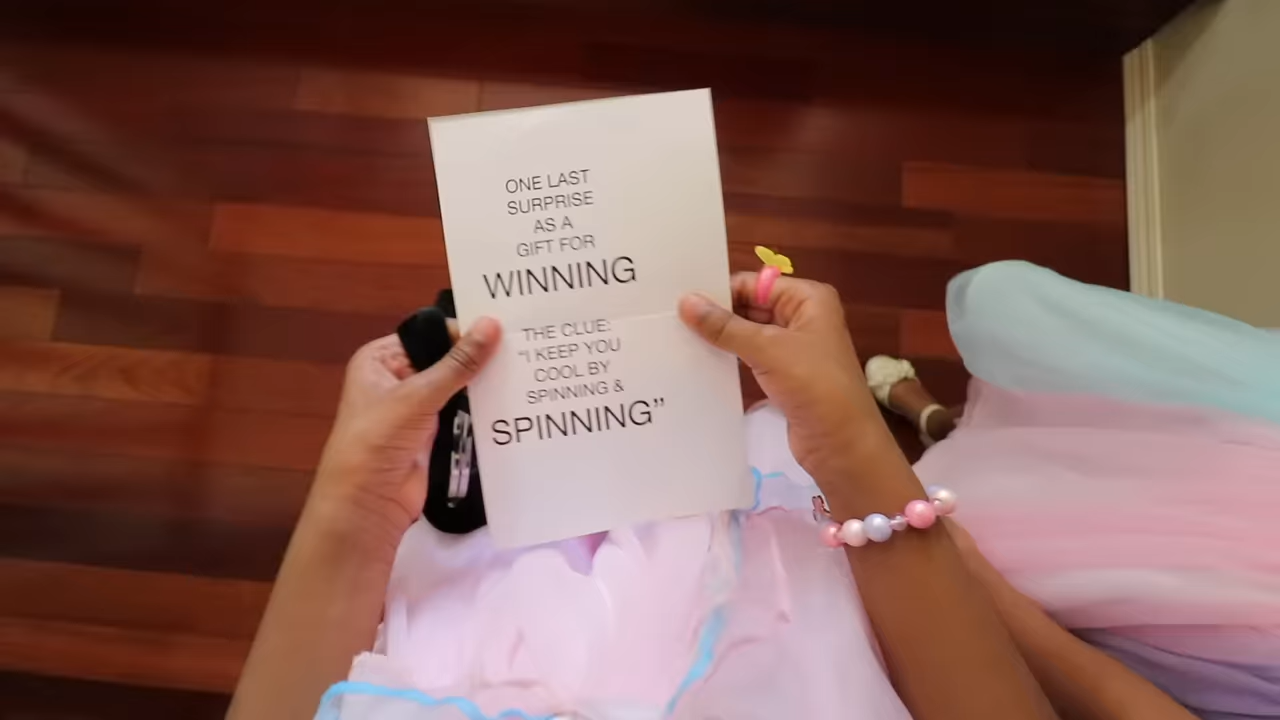 ONE LAST
SURPRISE
AS A
GIFT FOR
WINNING
THE CLUE:
“I KEEP YOU
COOL BY
SPINNING &
SPINNING”